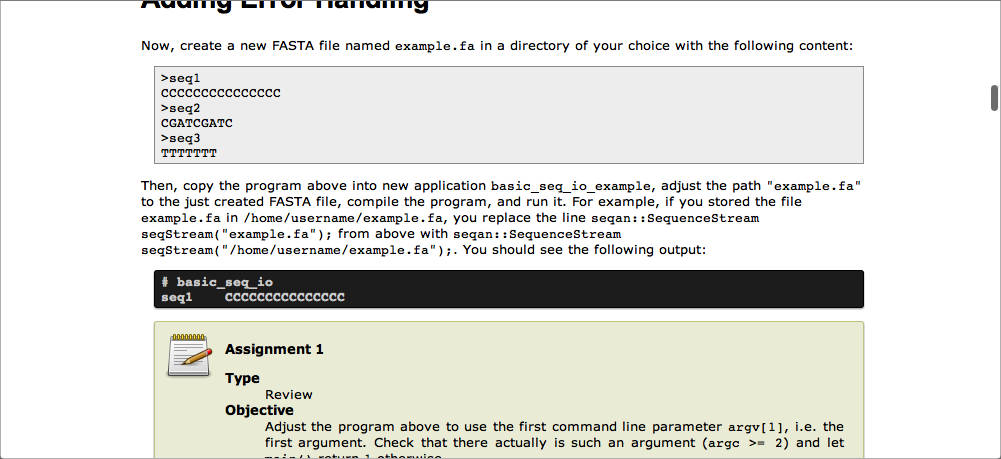 Adding Error Handling
Now, create a new FASTA file named example.fa in a directory of your choice with the following content:
>seq1
CCCCCCCCCCCCCCC
>seq2
CGATCGATC
>seq3
TTTTTTT
Then, copy the program above into new application basic_seq_io_example, adjust the path "example.fa"
to the just created FASTA file, compile the program, and run it. For example, if you stored the file
example.fa in /home/username/example.fa, you replace the line seqan::SequenceStream
seqStream("example.fa"); from above with seqan::SequenceStream
seqStream("/home/username/example.fa");. You should see the following output:
# basic_seq_io
seq1    CCCCCCCCCCCCCCC
Assignment 1
Type
Review
Objective
Adjust the program above to use the first command line parameter argv[1], i.e. the
first argument. Check that there actually is such an argument (argc >= 2) and let
main() return 1 otherwise.